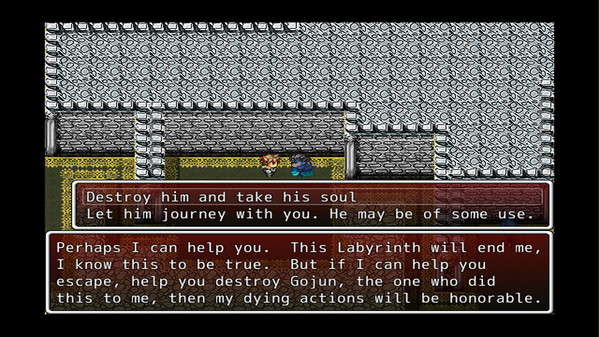 Destroy him and take his soul
Let him journey with you. He may be of some use.
Perhaps I can help you. This Labyrinth will end me,
I know this to be true. But if I can help you
escape, help you destroy Gojun, the one who did
this to me, then my dying actions will be honorable.